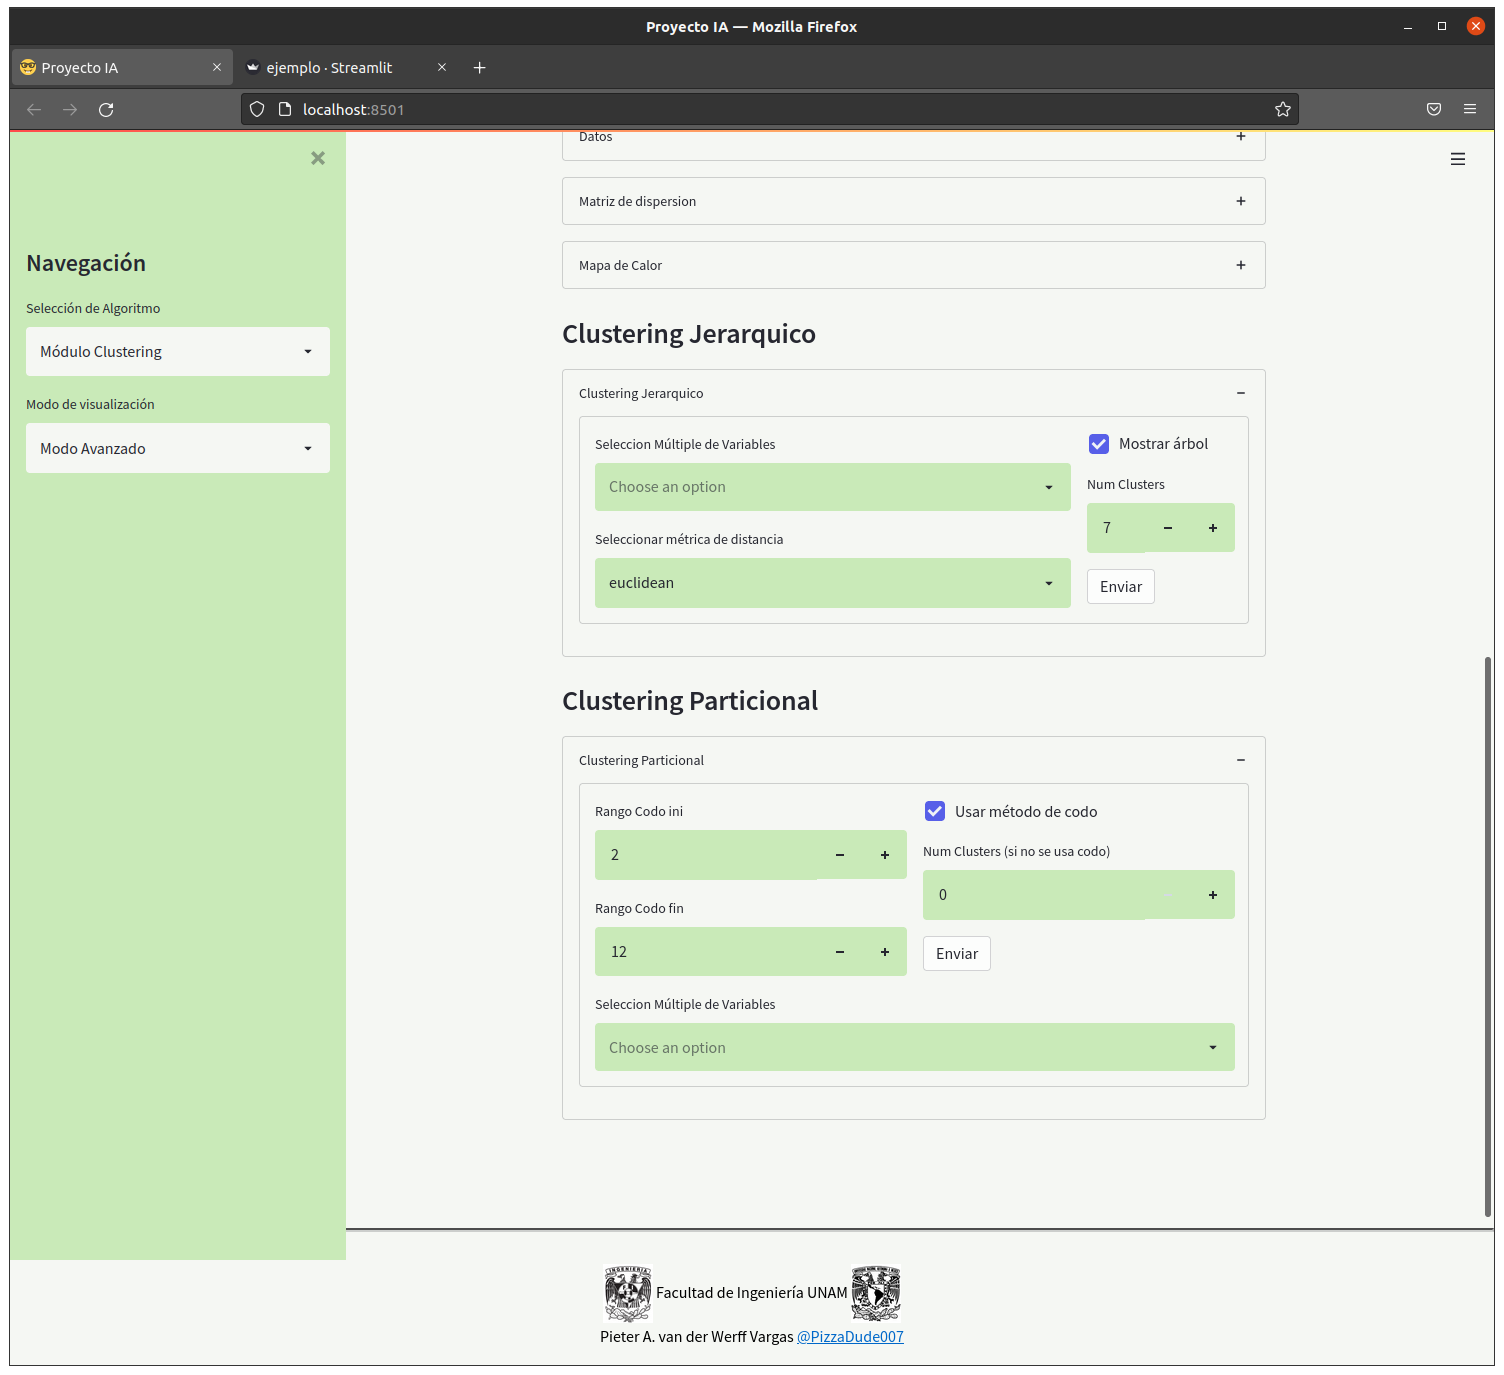 Proyecto IA — Mozilla Firefox
Proyecto IA
ejemplo · Streamlit
localhost:8501
Navegación
Selección de Algoritmo
Módulo Clustering
Modo de visualización
Modo Avanzado
Datos
Matriz de dispersion
Mapa de Calor
Clustering Jerarquico
Clustering Jerarquico
Seleccion Múltiple de Variables
Choose an option
Seleccionar métrica de distancia
euclidean
Mostrar árbol
Num Clusters
7
Enviar
Clustering Particional
Clustering Particional
Rango Codo ini
2
Rango Codo fin
12
Usar método de codo
Num Clusters (si no se usa codo)
0
Enviar
Seleccion Múltiple de Variables
Choose an option
INGENIERIA
Facultad de Ingeniería UNAM
Pieter A. van der Werff Vargas @PizzaDude007